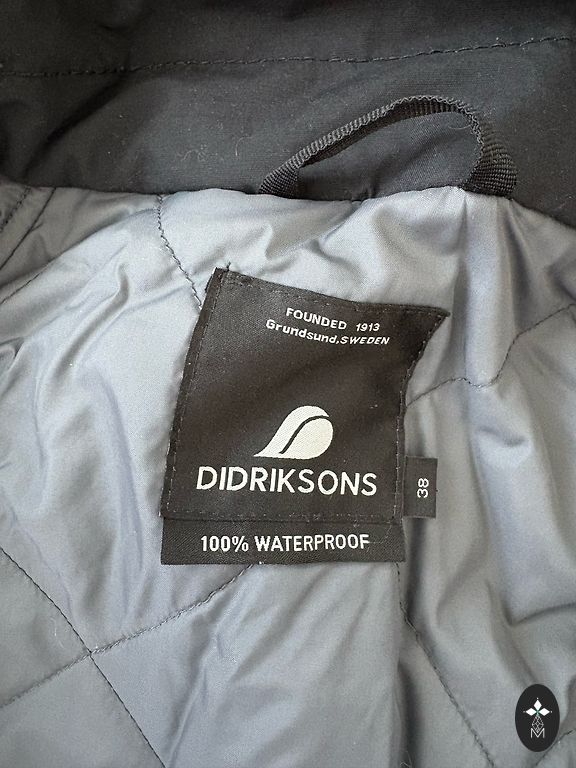 FOUNDED 1913
Grundsund, SWEDEN
DIDRIKSONS
38
100% WATERPROOF
M